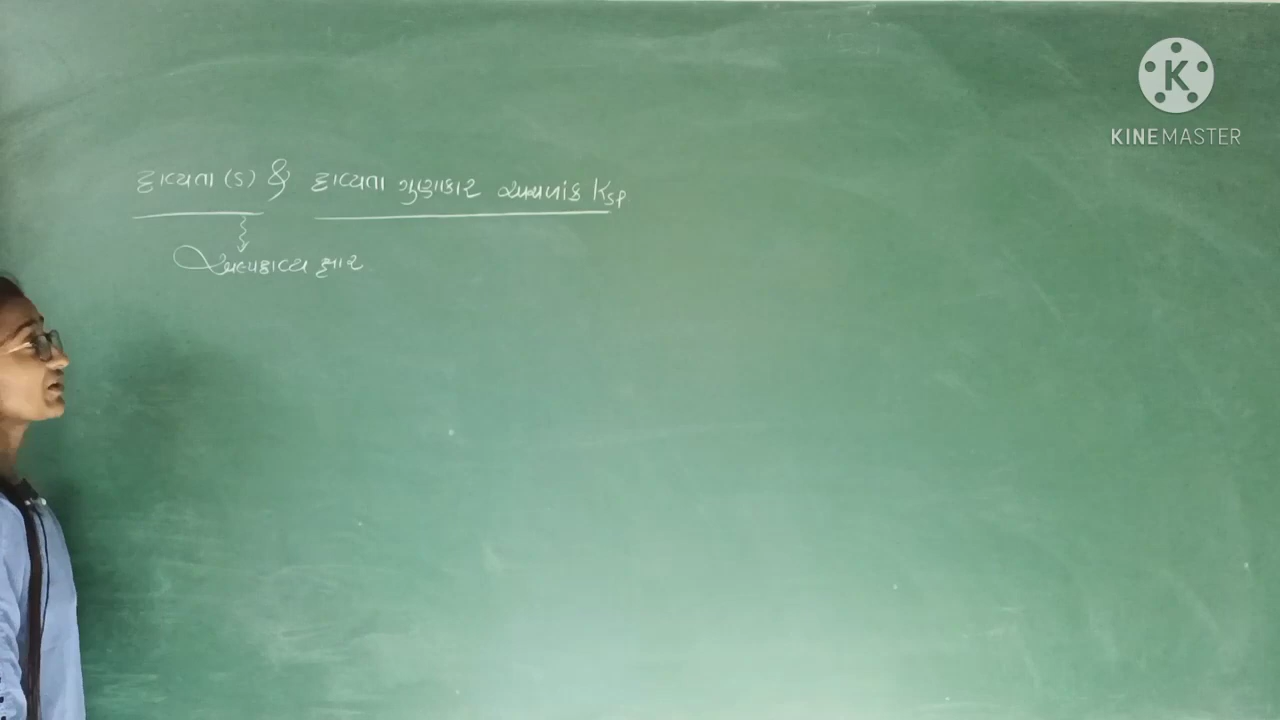 દ્રાવ્યતા (S) & દ્રાવ્યતા ગુણાકાર અચળાંક Ksp
અલ્પદ્રાવ્ય ક્ષાર
K
KINEMASTER